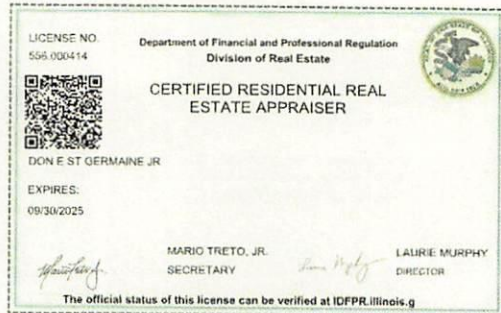 LICENSE NO.
556.000414
Department of Financial and Professional Regulation
Division of Real Estate
CERTIFIED RESIDENTIAL REAL
ESTATE APPRAISER
DON E ST GERMAINE JR
EXPIRES:
09/30/2025
MARIO TRETO, JR.
SECRETARY
LAURIE MURPHY
DIRECTOR
The official status of this license can be verified at IDFPR.illinois.g